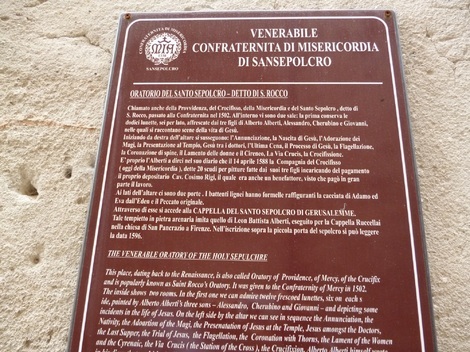 VENERABILE
CONFRATERNITA DI MISERICORDIA
DI SANSEPOLCRO
CONFRATERNITA DI MISERICORDIA
SANSEPOLCRO
ORATORIO DEL SANTO SEPOLCRO – DETTO DI S. ROCCO
Chiamato anche della Provvidenza, del Crocifisso, della Misericordia e del Santo Sepolcro , detto di
S. Rocco, passato alla Confraternita nel 1502. All'interno vi sono due vani: la prima conserva le
dodici lunette, sei per lato, affrescate dai tre figli di Alberto Alberti, Alessandro, Cherubino e Giovanni,
nelle quali si raccontano scene della vita di Gesù.
Iniziando da destra dell'altare si susseguono: l'Annunciazione, la Nascita di Gesù, l'Adorazione dei
Magi, la Presentazione al Tempio, Gesù tra i dottori, l'Ultima Cena, il Processo di Gesù, la Flagellazione,
la Coronazione di spine, il Lamento delle donne e il Cireneo, La Via Crucis, la Crocifissione.
E' proprio l'Alberti a dirci nel suo diario che il 14 aprile 1588 la Compagnia del Crocifisso
( oggi della Misericordia ), dette 20 scudi per pitture fatte dai suoi tre figli incaricando del pagamento
il proprio depositario Cav. Cosimo Rigi, il quale era anche un benefattore, visto che pagò in gran
parte il lavoro.
Ai lati dell'altare ci sono due porte . I battenti lignei hanno formelle raffiguranti la cacciata di Adamo ed
Eva dall'Eden e il Peccato originale.
Attraverso di esse si accede alla CAPPELLA DEL SANTO SEPOLCRO DI GERUSALEMME.
Tale tempietto in pietra arenaria imita quello di Leon Battista Alberti, eseguito per la Cappella Ruccellai
nella chiesa di San Pancrazio a Firenze. Nell'iscrizione sopra la piccola porta del sepolcro si può leggere
la data 1596.
THE VENERABLE ORATORY OF THE HOLY SEPULCHRE
This place, dating back to the Renaissance, is also called Oratory of Providence, of Mercy, of the Crucifix
and is popularly known as Saint Rocco's Oratory. It was given to the Confraternity of Mercy in 1502.
The inside shows two rooms. In the first one we can admire twelve frescoed lunettes, six on each s
ide, painted by Alberto Alberti's three sons – Alessandro, Cherubino and Giovanni – and depicting some
incidents in the life of Jesus. On the left side by the altar we can see in sequence the Annunciation, the
Nativity, the Adoartion of the Magi, the Presentation of Jesus at the Temple, Jesus amongst the Doctors,
the Last Supper, the Trial of Jesus, the Flagellation, the Coronation with Thorns, the Lament of the Women
and the Cyrenaic, the Via Crucis ( the Station of the Cross ), the Crucifixion. Alberto Alberti himself